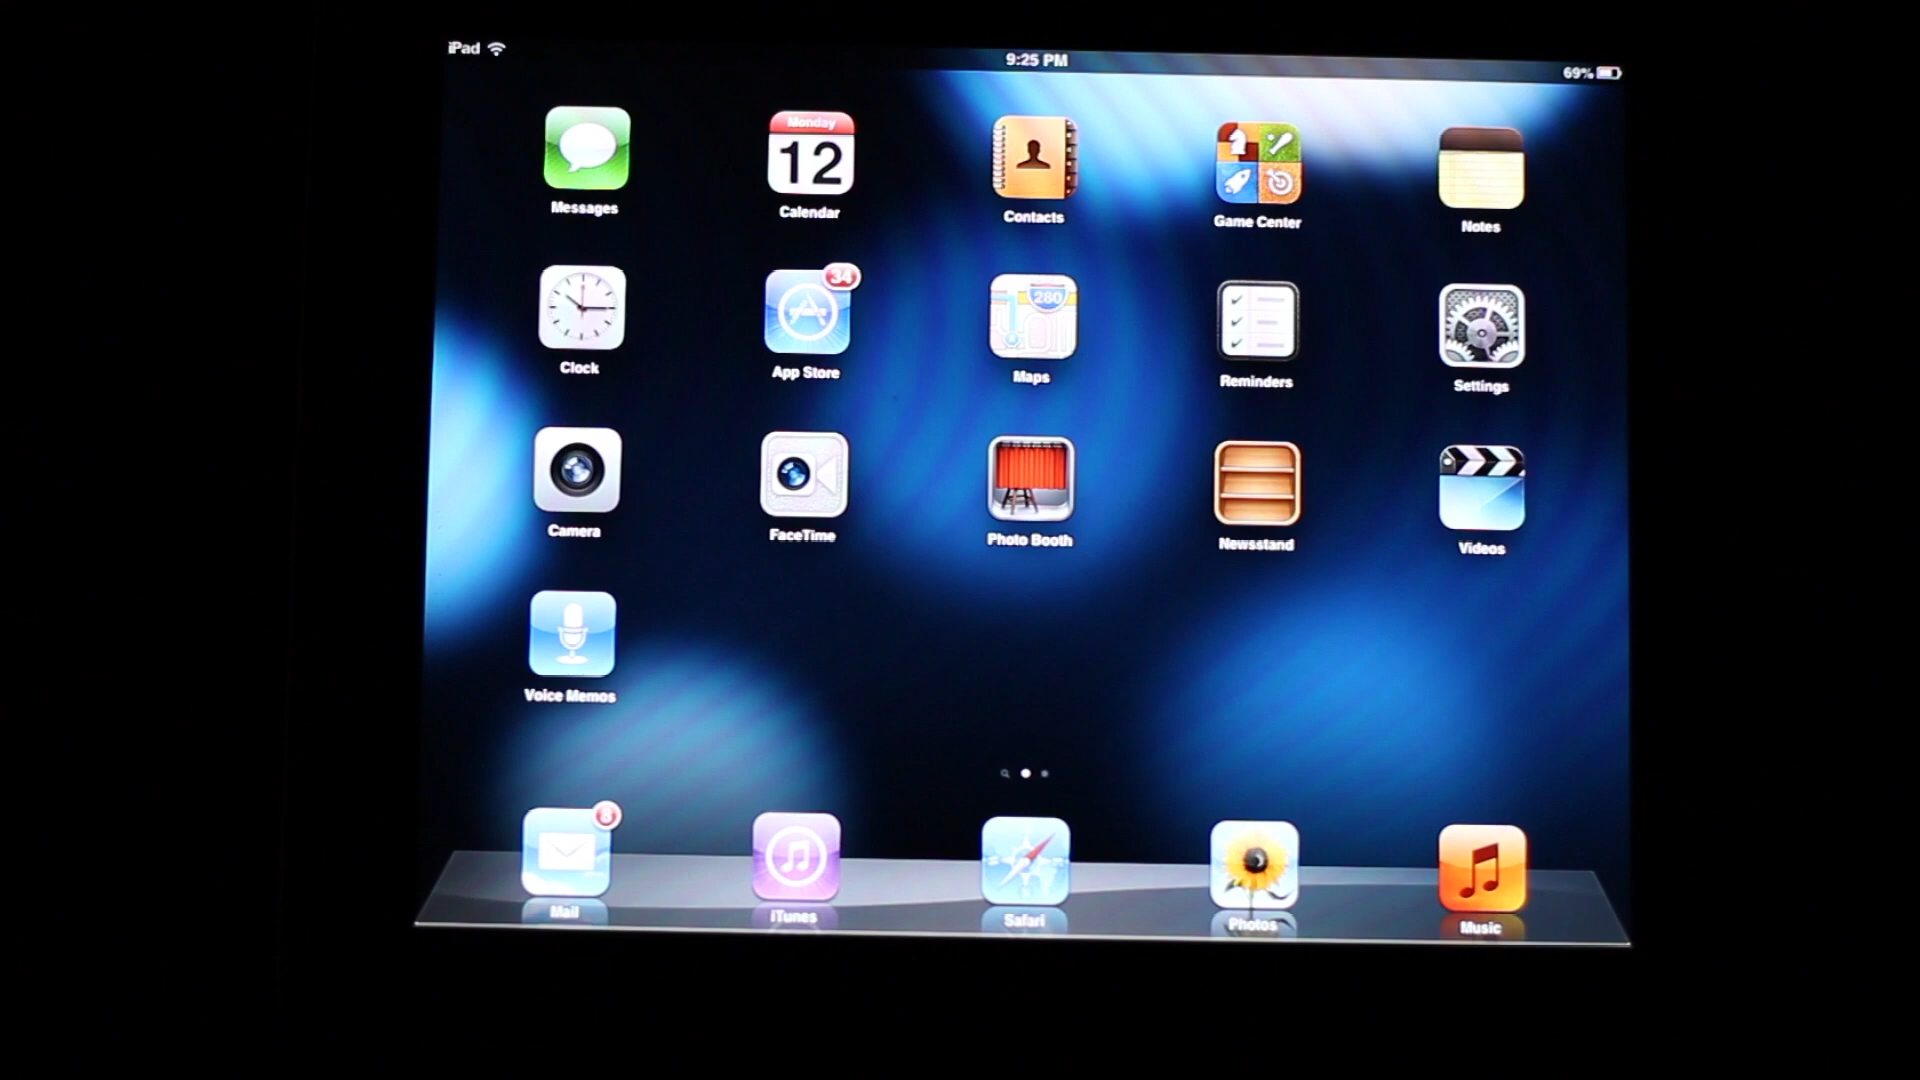 iPad
9:25 PM
69%
Monday
12
Messages
Calendar
Contacts
Game Center
Notes
34
280
Clock
App Store
Maps
Reminders
Settings
Camera
FaceTime
Photo Booth
Newsstand
Videos
Voice Memos
8
Mail
iTunes
Safari
Photos
Music